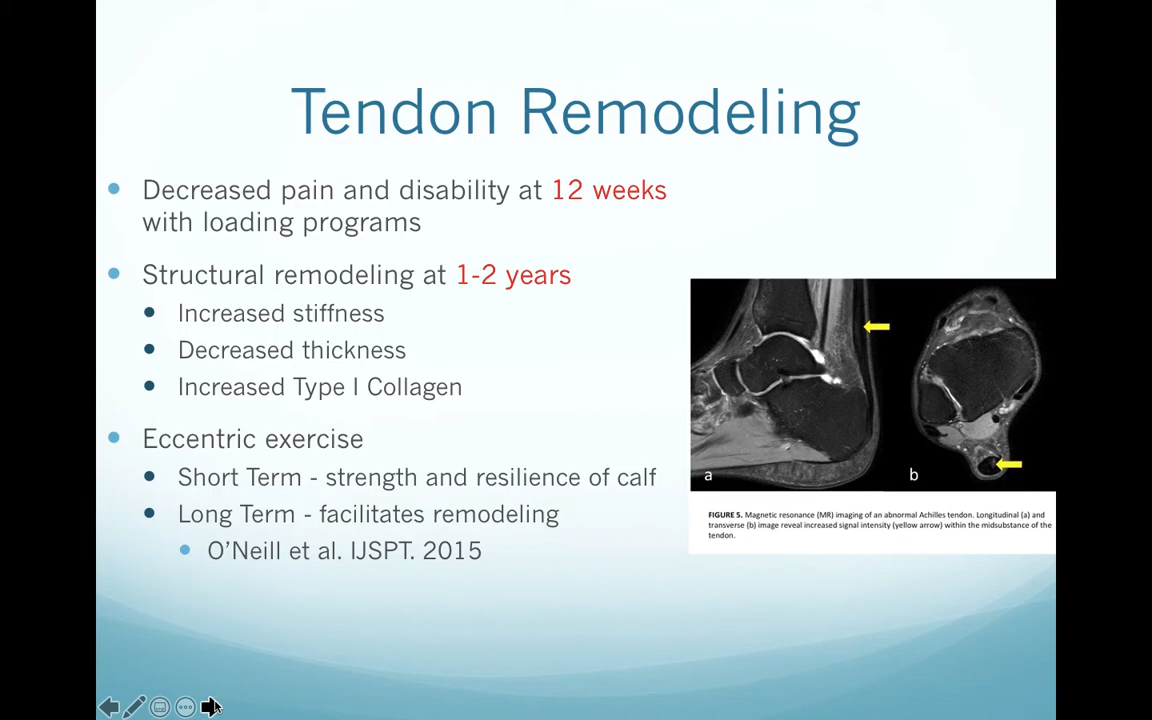 Tendon Remodeling
Decreased pain and disability at 12 weeks
with loading programs
Structural remodeling at 1-2 years
Increased stiffness
Decreased thickness
Increased Type I Collagen
Eccentric exercise
Short Term - strength and resilience of calf
Long Term - facilitates remodeling
O’Neill et al. IJSPT. 2015
a
b
FIGURE 5. Magnetic resonance (MR) imaging of an abnormal Achilles tendon. Longitudinal (a) and
transverse (b) image reveal increased signal intensity (yellow arrow) within the midsubstance of the
tendon.